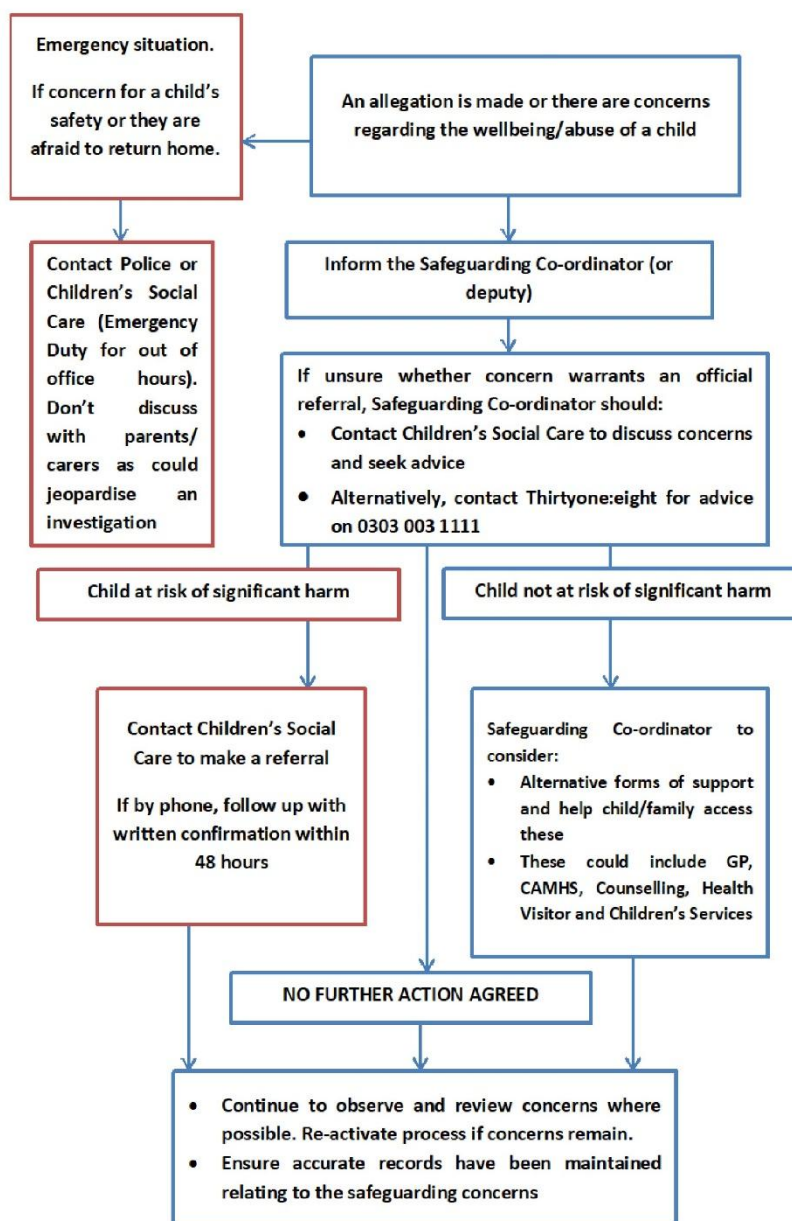 Emergency situation.
If concern for a child's
safety or they are
afraid to return home.
An allegation is made or there are concerns
regarding the wellbeing/abuse of a child
Contact Police or
Children's Social
Care (Emergency
Duty for out of
office hours).
Don't discuss
with parents/
carers as could
jeopardise an
investigation
Inform the Safeguarding Co-ordinator (or
deputy)
If unsure whether concern warrants an official
referral, Safeguarding Co-ordinator should:
• Contact Children's Social Care to discuss concerns
and seek advice
• Alternatively, contact Thirtyone:eight for advice
on 0303 003 1111
Child at risk of significant harm
Child not at risk of significant harm
Contact Children's Social
Care to make a referral
If by phone, follow up with
written confirmation within
48 hours
Safeguarding Co-ordinator to
consider:
• Alternative forms of support
and help child/family access
these
• These could include GP,
CAMHS, Counselling, Health
Visitor and Children's Services
NO FURTHER ACTION AGREED
• Continue to observe and review concerns where
possible. Re-activate process if concerns remain.
• Ensure accurate records have been maintained
relating to the safeguarding concerns